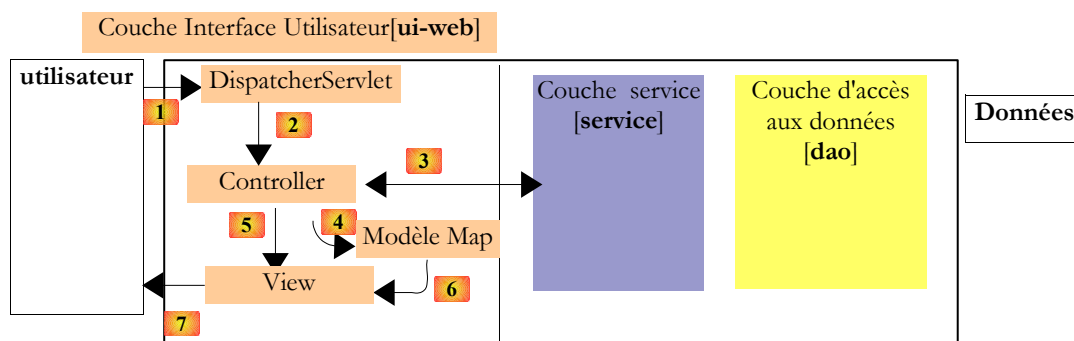 Couche Interface Utilisateur[ui-web]
utilisateur
DispatcherServlet
1
2
Couche service
[service]
Couche d'accès
aux données
[dao]
Données
3
Controller
5
4
Modèle Map
View
6
7